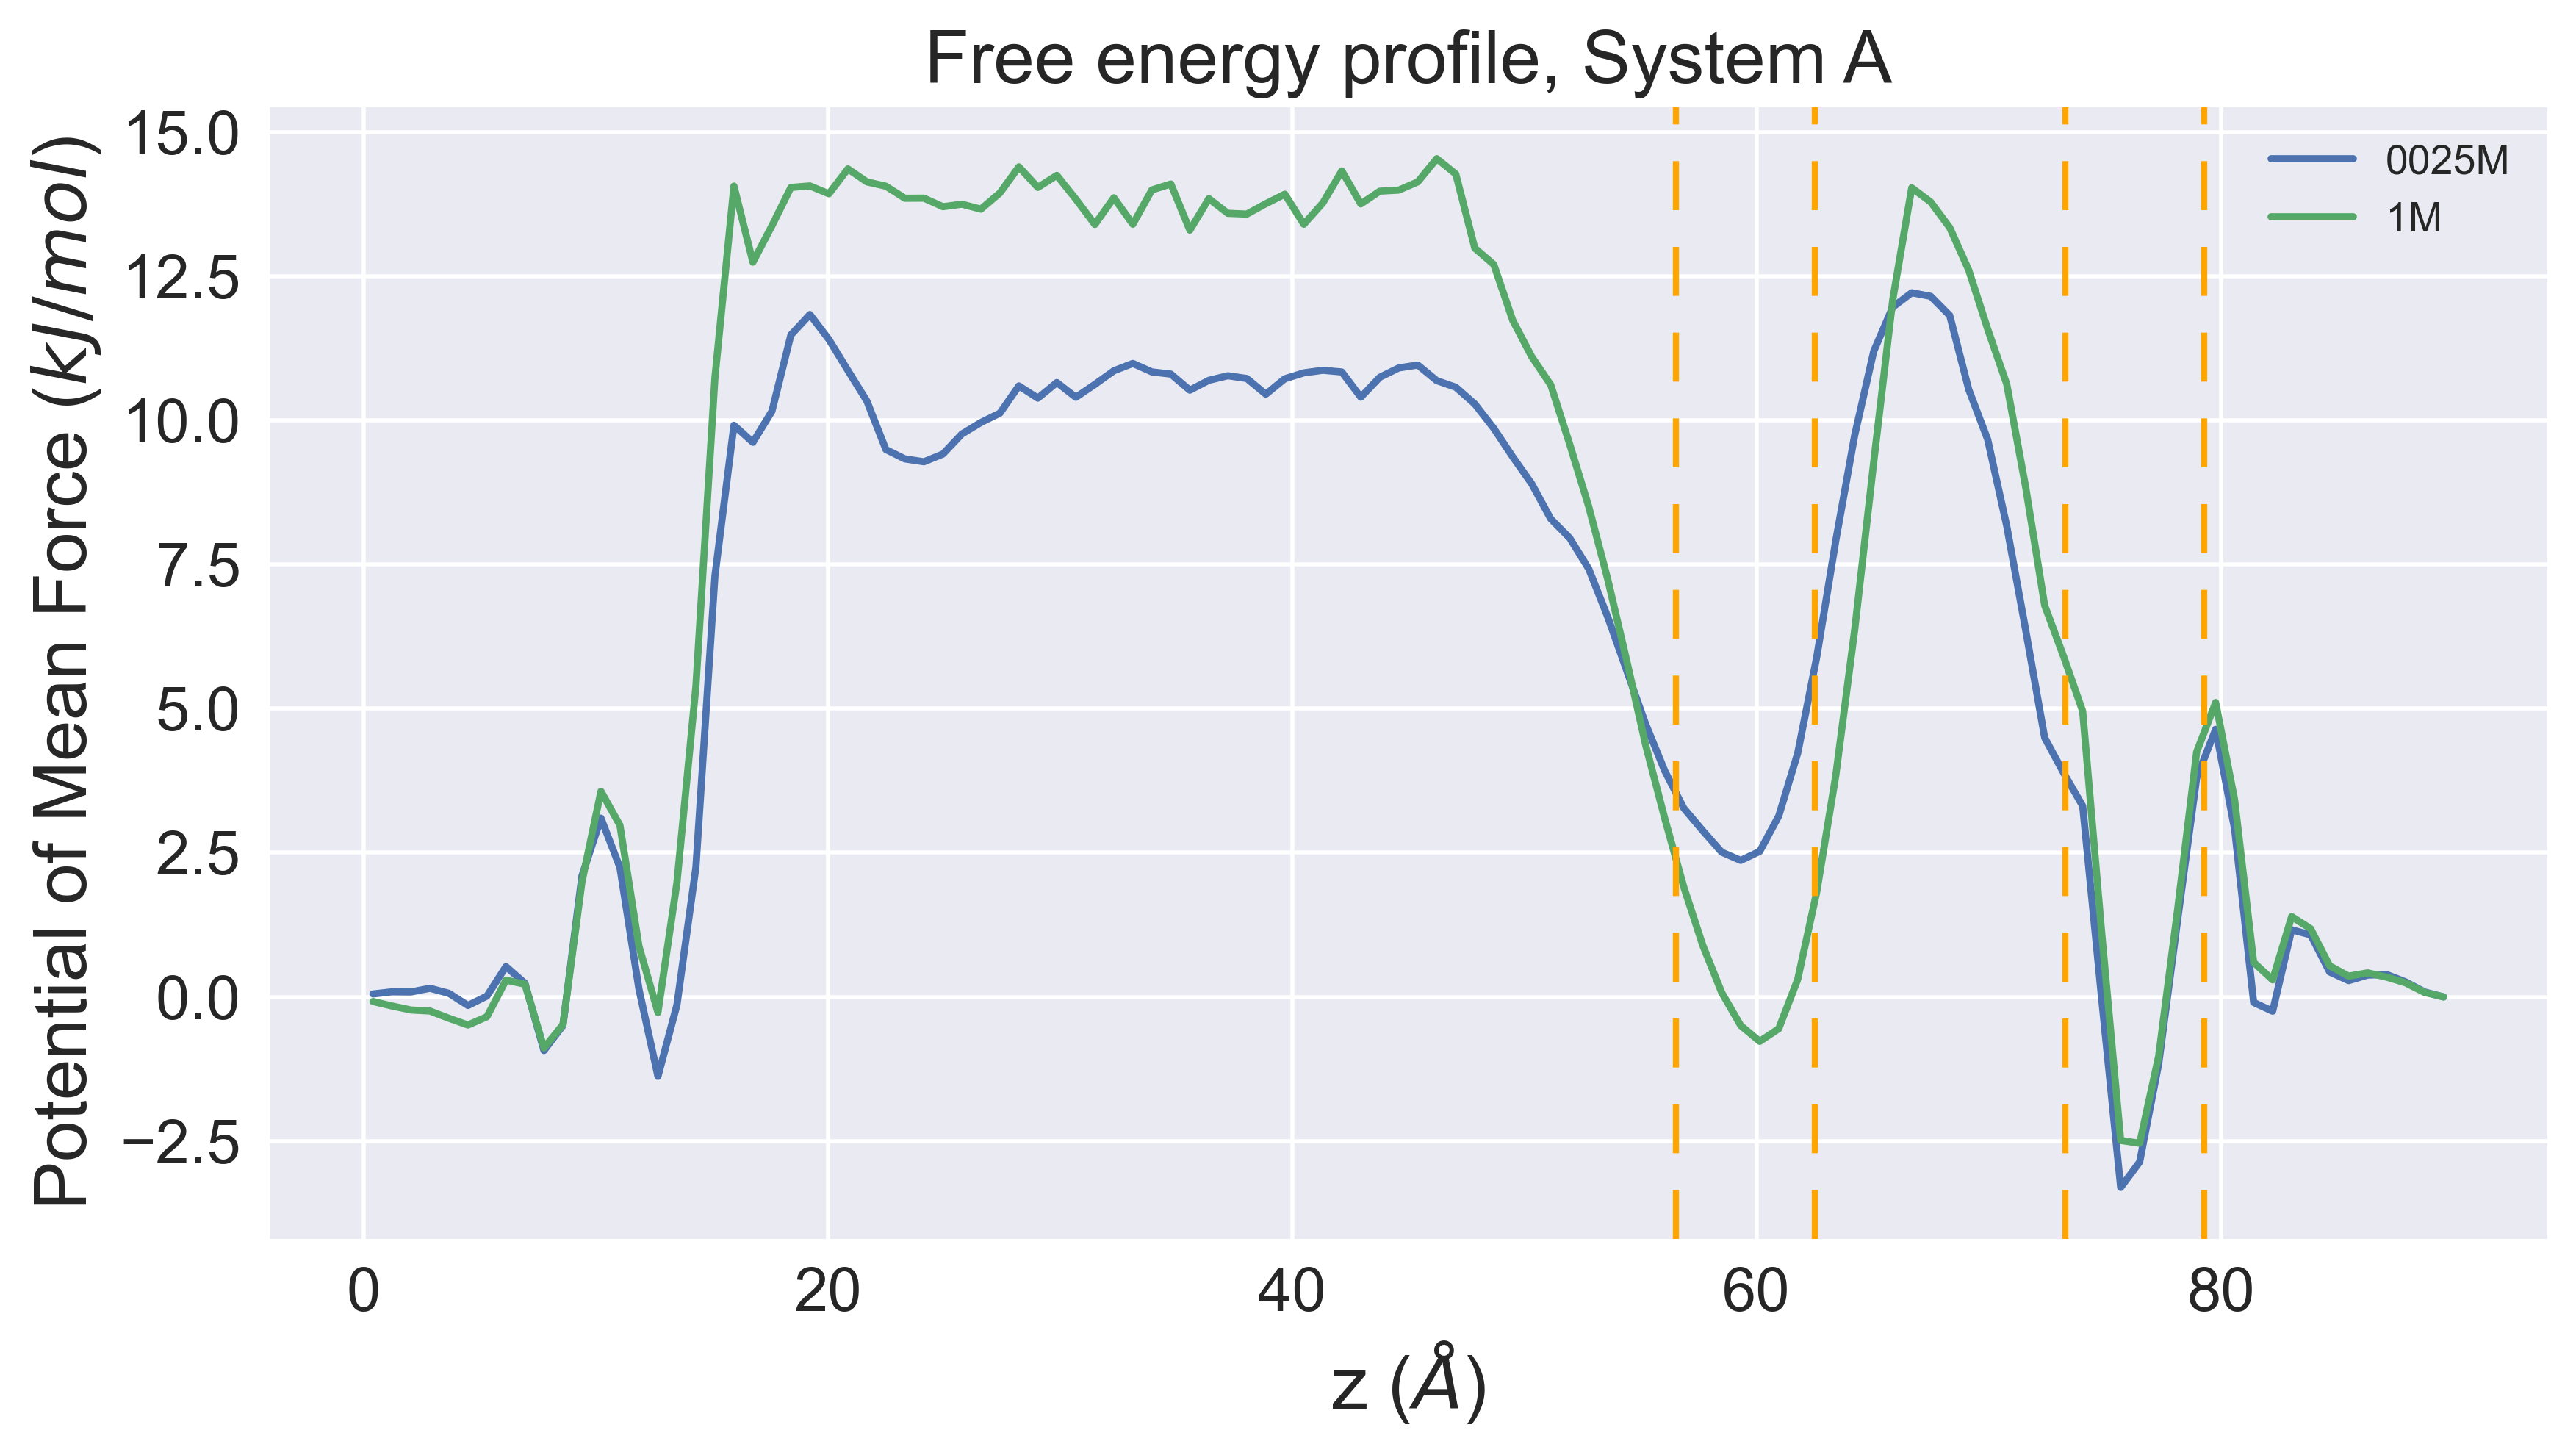 Free energy profile, System A
Potential of Mean Force (kJ/mol)
15.0
12.5
10.0
7.5
5.0
2.5
0.0
−2.5
0025M
1M
0 20 40 60 80
z (Å)